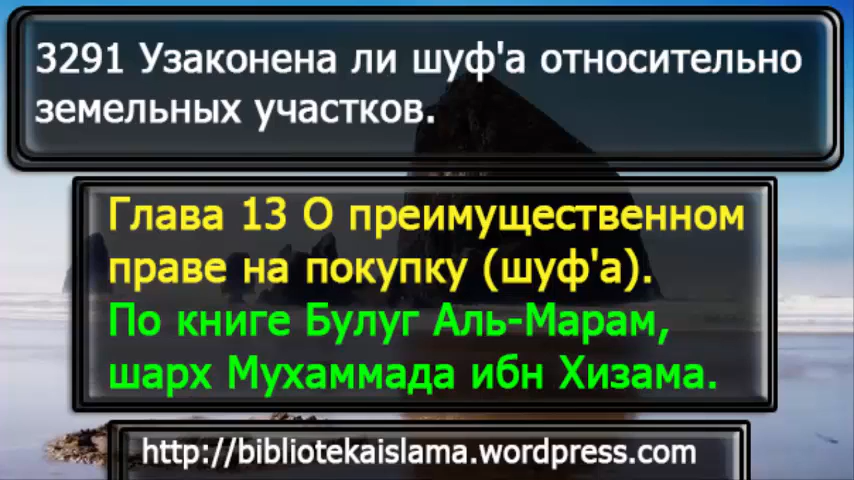 3291 Узаконена ли шуф'а относительно
земельных участков.
Глава 13 О преимущественном
праве на покупку (шуф'а).
По книге Булуг Аль-Марам,
шарх Мухаммада ибн Хизама.
http://bibliotekaislama.wordpress.com